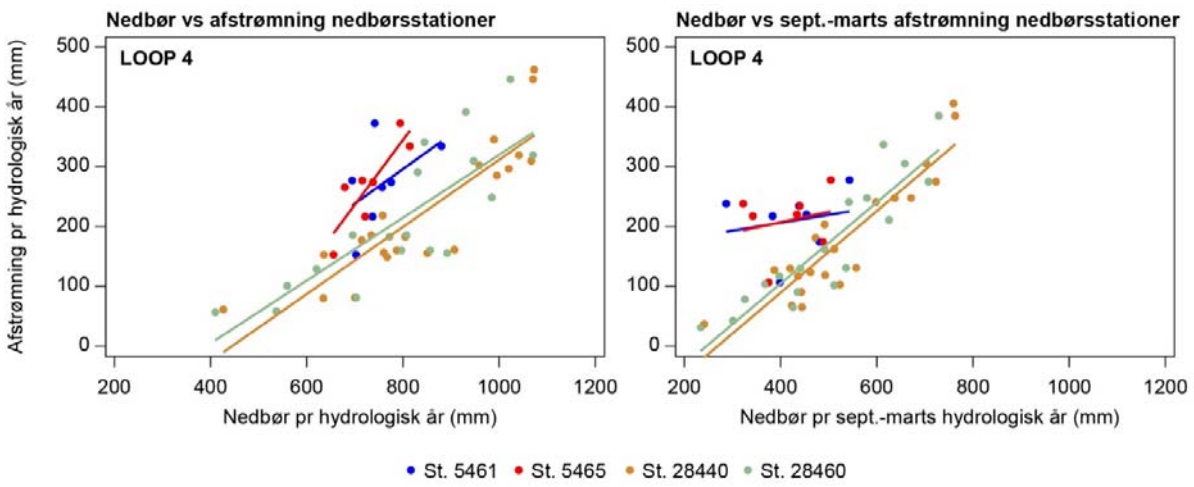 Nedbør vs afstrømning nedbørsstationer
LOOP 4
Afstrømning pr hydrologisk år (mm)
500
400
300
200
100
0
200 400 600 800 1000 1200
Nedbør pr hydrologisk år (mm)
Nedbør vs sept.-marts afstrømning nedbørsstationer
LOOP 4
500
400
300
200
100
0
200 400 600 800 1000 1200
Nedbør pr sept.-marts hydrologisk år (mm)
St. 5461 St. 5465 St. 28440 St. 28460